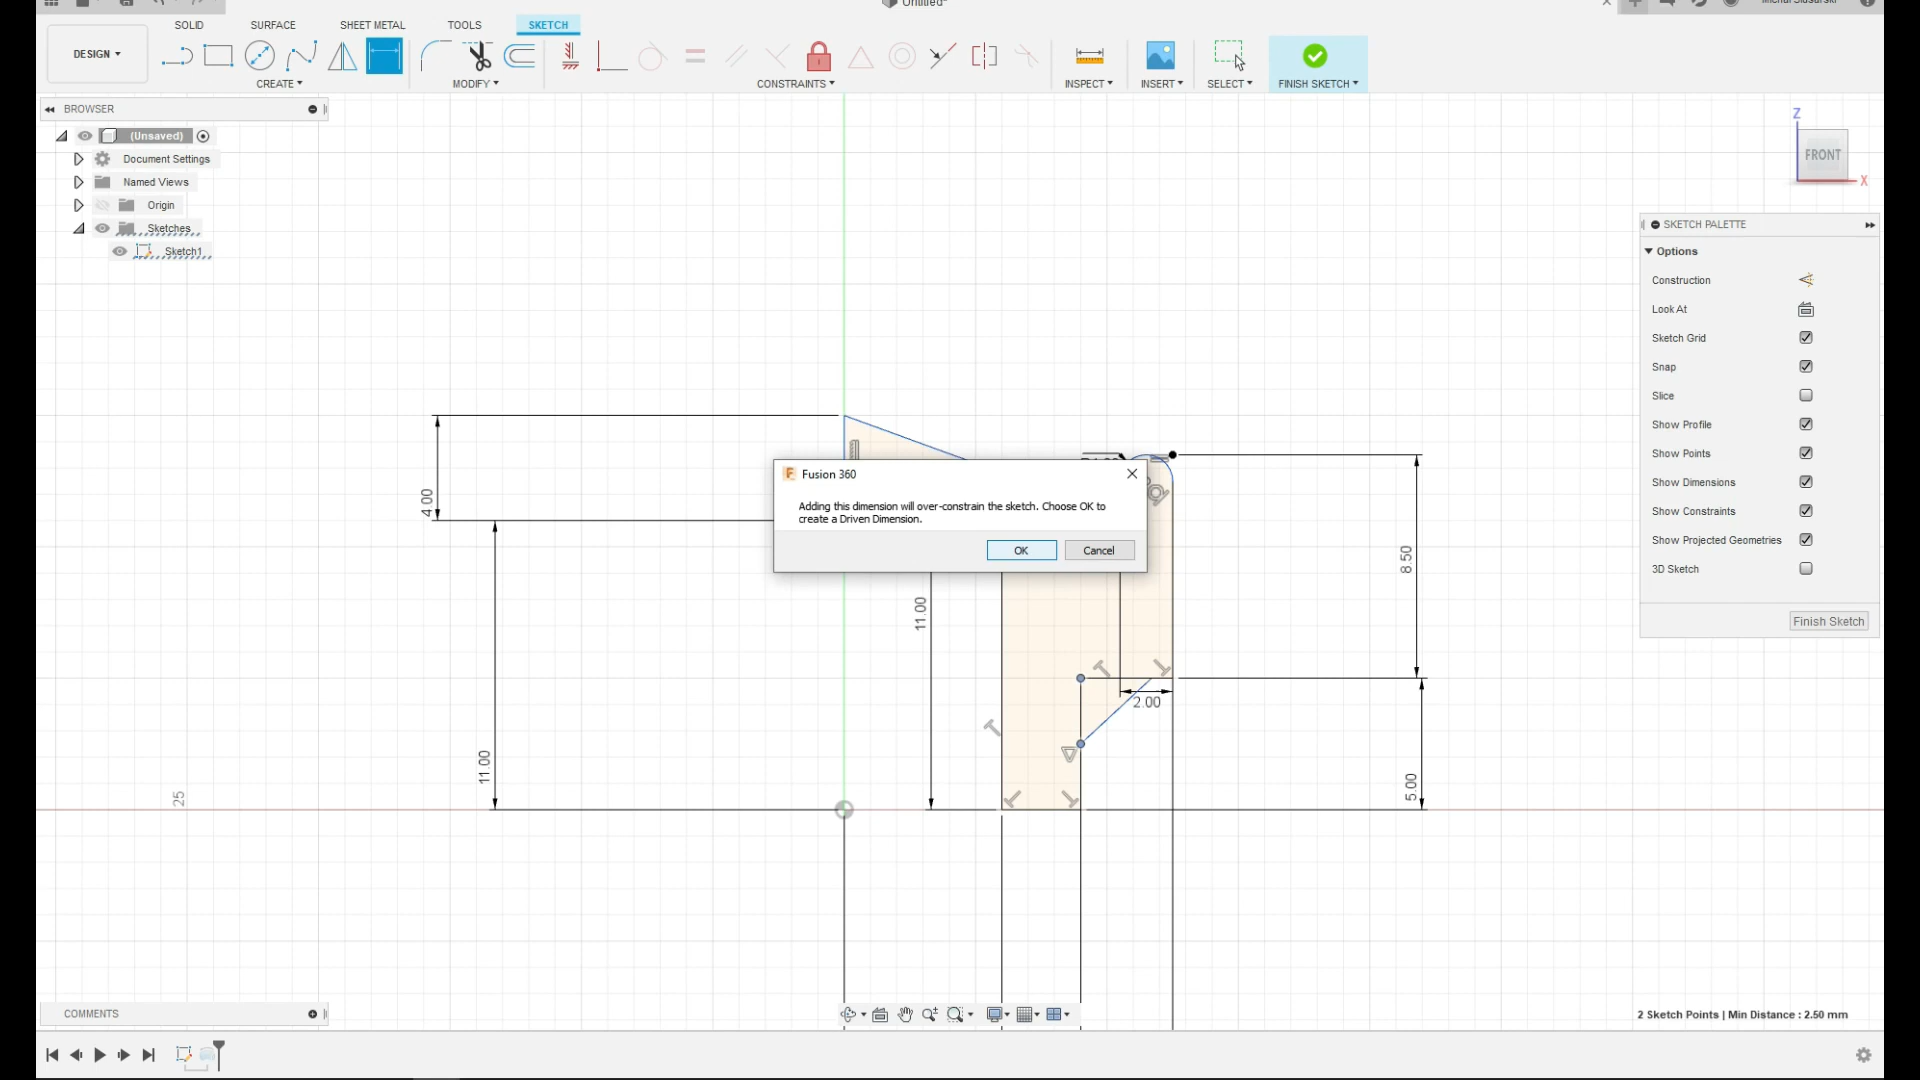 Untitled*
SOLID
SURFACE
SHEET METAL
TOOLS
SKETCH
DESIGN
CREATE
MODIFY
CONSTRAINTS
INSPECT
INSERT
SELECT
FINISH SKETCH
BROWSER
(Unsaved)
Document Settings
Named Views
Origin
Sketches
Sketch1
Z
FRONT
X
SKETCH PALETTE
Options
Construction
Look At
Sketch Grid
Snap
Slice
Show Profile
Show Points
Show Dimensions
Show Constraints
Show Projected Geometries
3D Sketch
Finish Sketch
Fusion 360
Adding this dimension will over-constrain the sketch. Choose OK to
create a Driven Dimension.
OK
Cancel
4.00
11.00
11.00
8.50
2.00
5.00
25
COMMENTS
2 Sketch Points | Min Distance : 2.50 mm